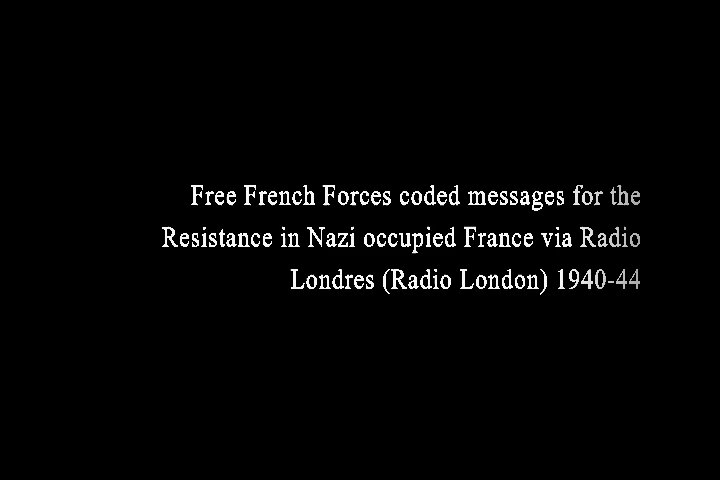 Free French Forces coded messages for the
Resistance in Nazi occupied France via Radio
Londres (Radio London) 1940-44